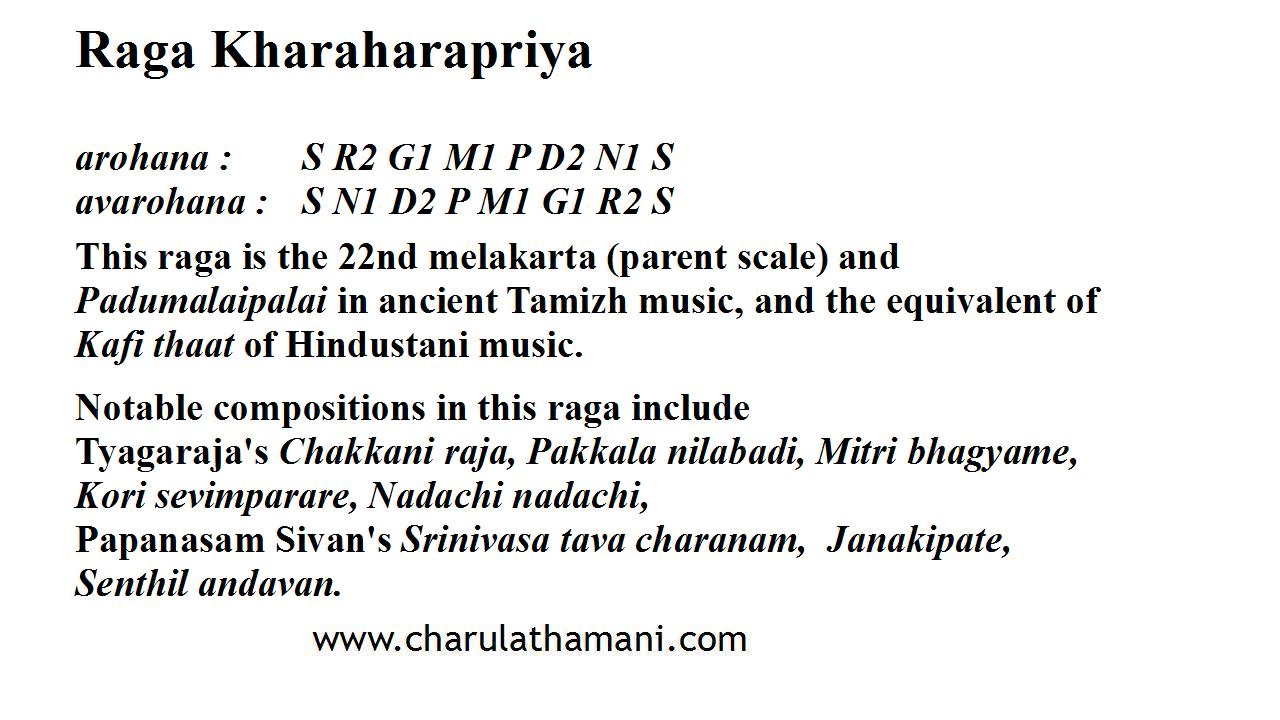 Raga Kharaharapriya
arohana : S R2 G1 M1 P D2 N1 S
avarohana : S N1 D2 P M1 G1 R2 S
This raga is the 22nd melakarta (parent scale) and
Padumalaipalai in ancient Tamizh music, and the equivalent of
Kafi thaat of Hindustani music.
Notable compositions in this raga include
Tyagaraja's Chakkani raja, Pakkala nilabadi, Mitri bhagyame,
Kori sevimparare, Nadachi nadachi,
Papanasam Sivan's Srinivasa tava charanam, Janakipate,
Senthil andavan.
www.charulathamani.com